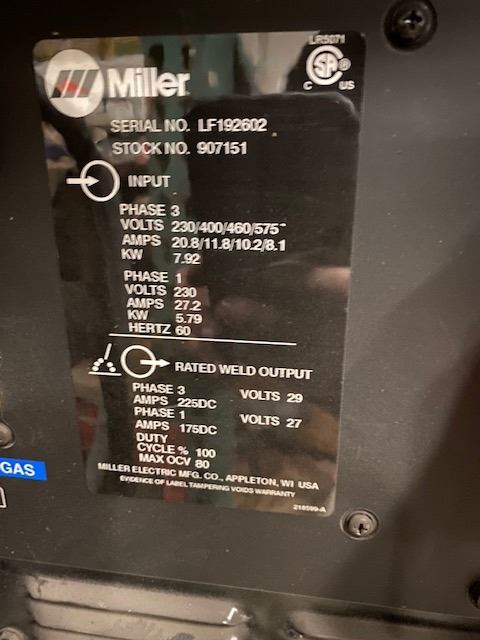 LR5071
Miller
SA ®
C US
SERIAL NO. LF192602
STOCK NO. 907151
INPUT
PHASE 3
VOLTS 230/400/460/575
AMPS 20.8/11.8/10.2/8.1
KW 7.92
PHASE 1
VOLTS 230
AMPS 27.2
KW 5.79
HERTZ 60
RATED WELD OUTPUT
PHASE 3 VOLTS 29
AMPS 225DC
PHASE 1 VOLTS 27
AMPS 175DC
DUTY
CYCLE % 100
MAX OCV 80
MILLER ELECTRIC MFG. CO., APPLETON, WI USA
EVIDENCE OF LABEL TAMPERING VOIDS WARRANTY
218599-A
GAS